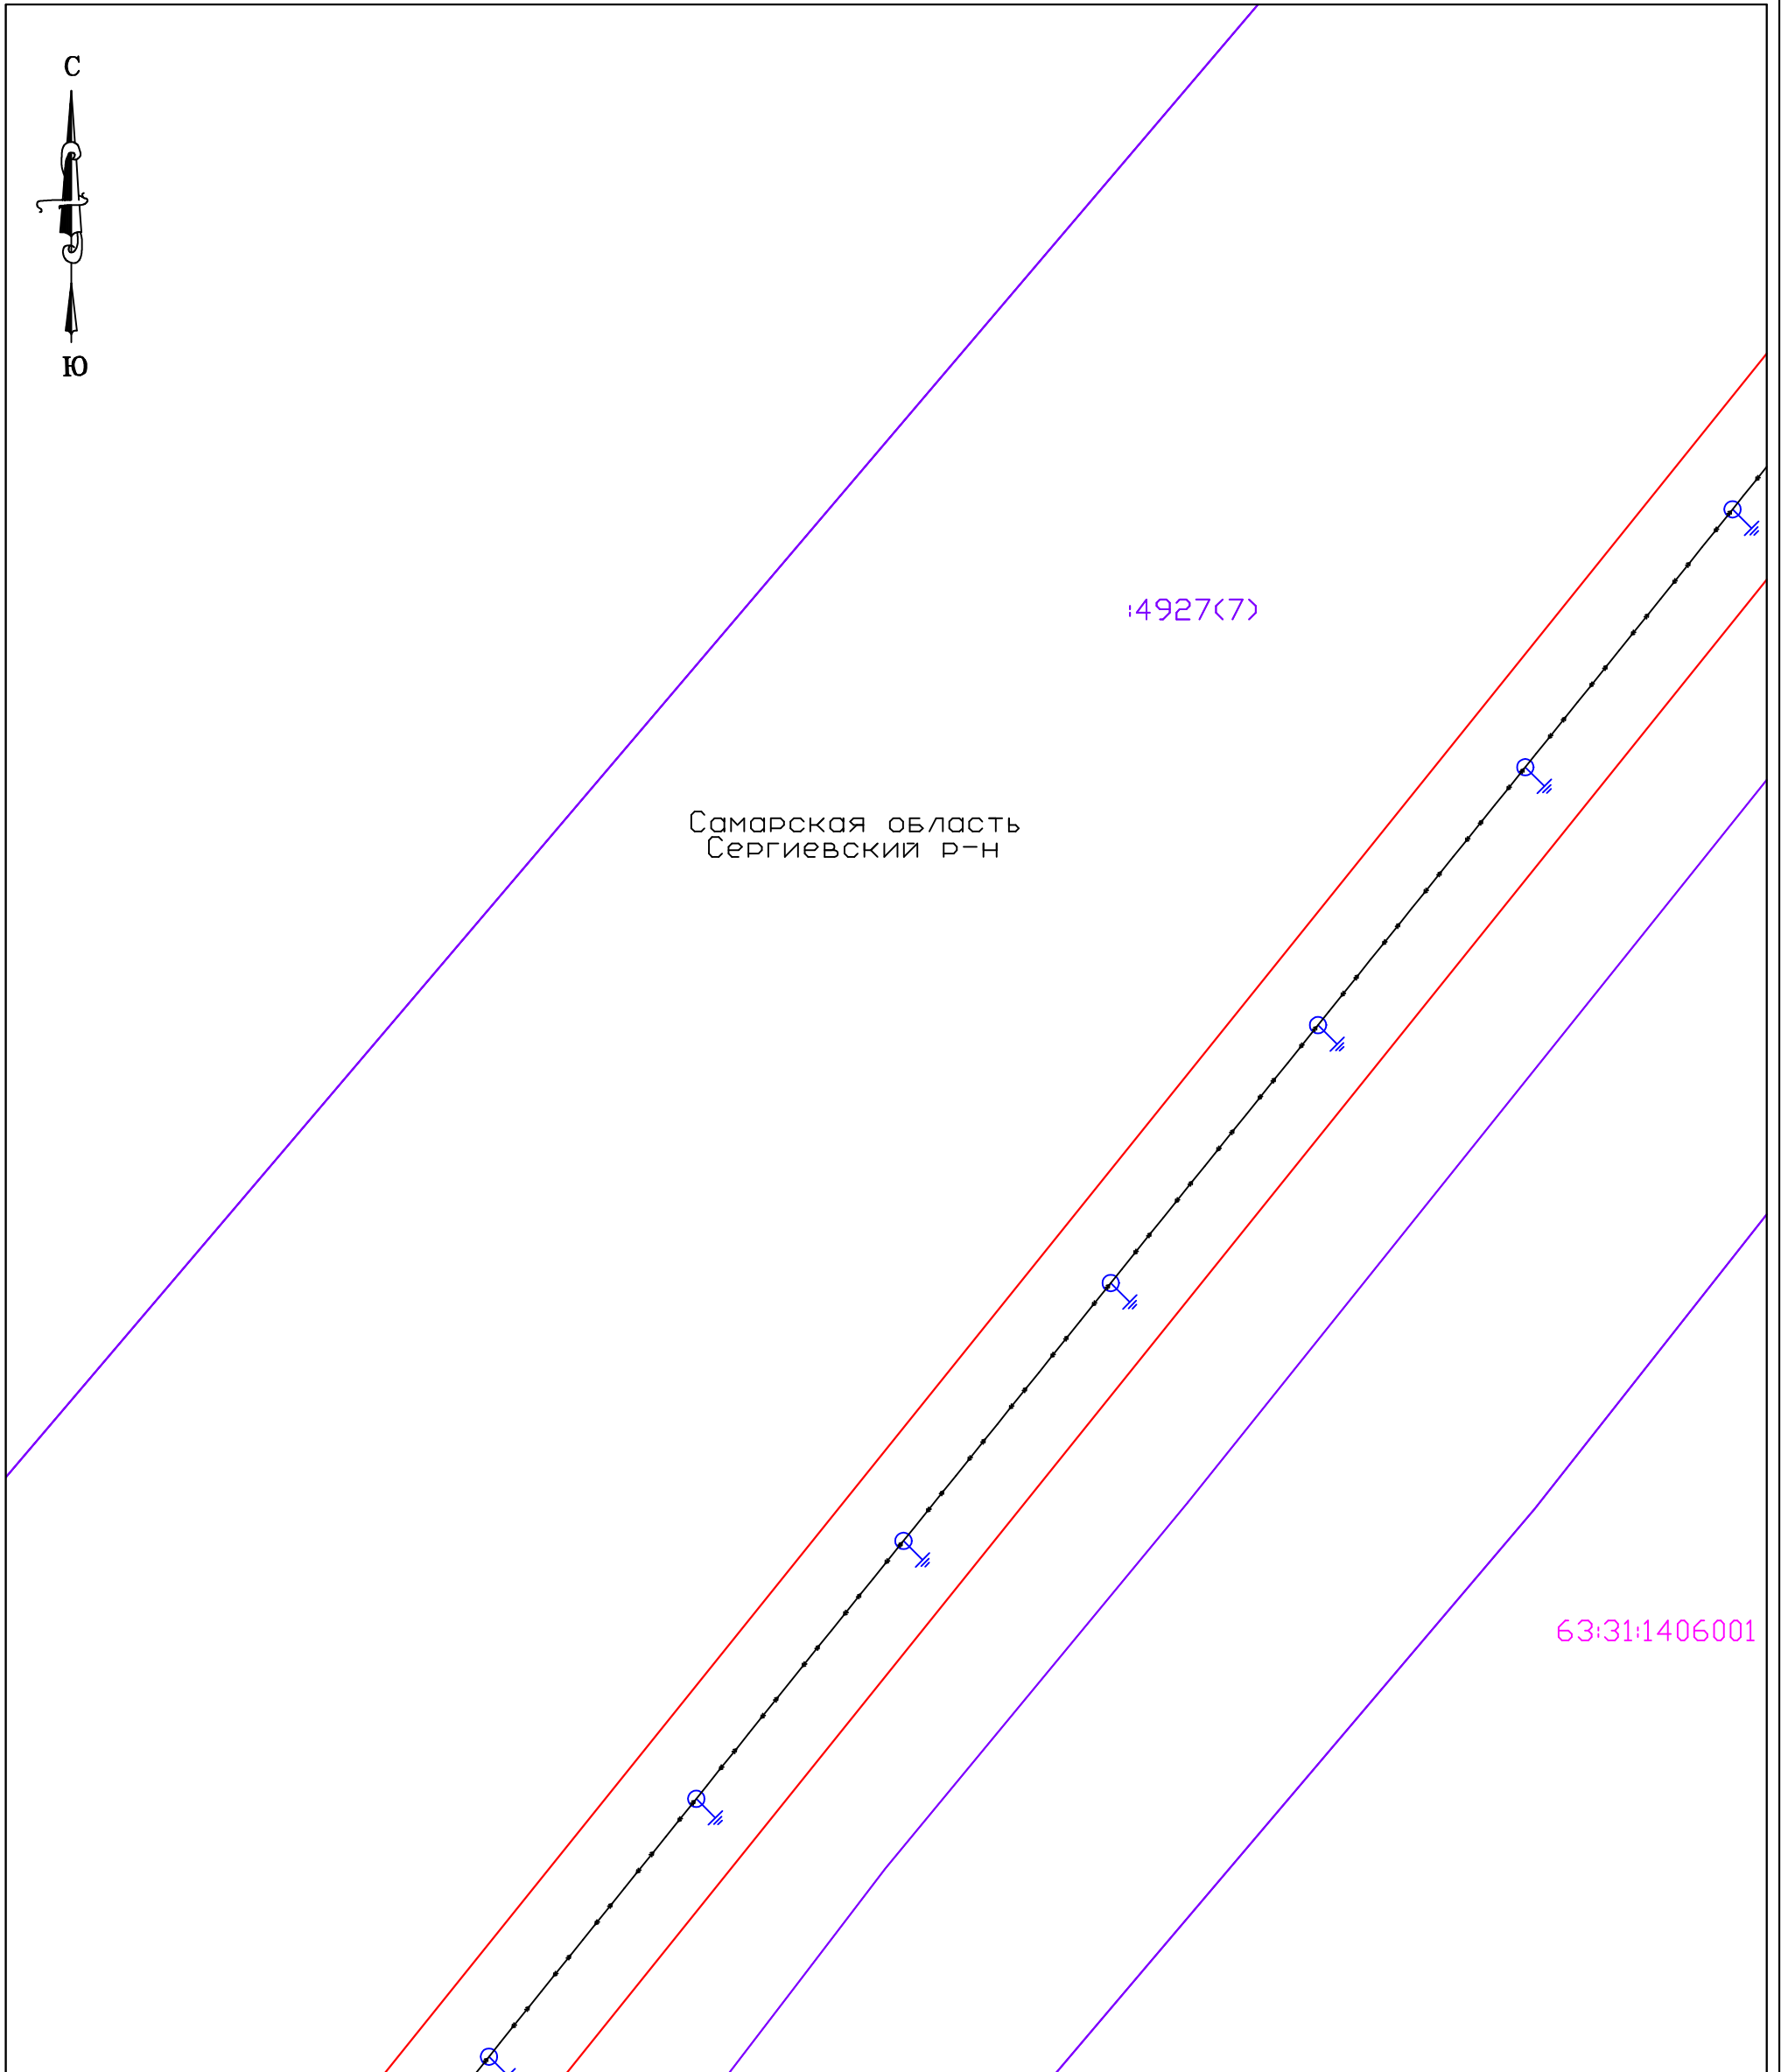 С
Ю
:4927(7)
Самарская область
Сергиевский р-н
63:31:1406001